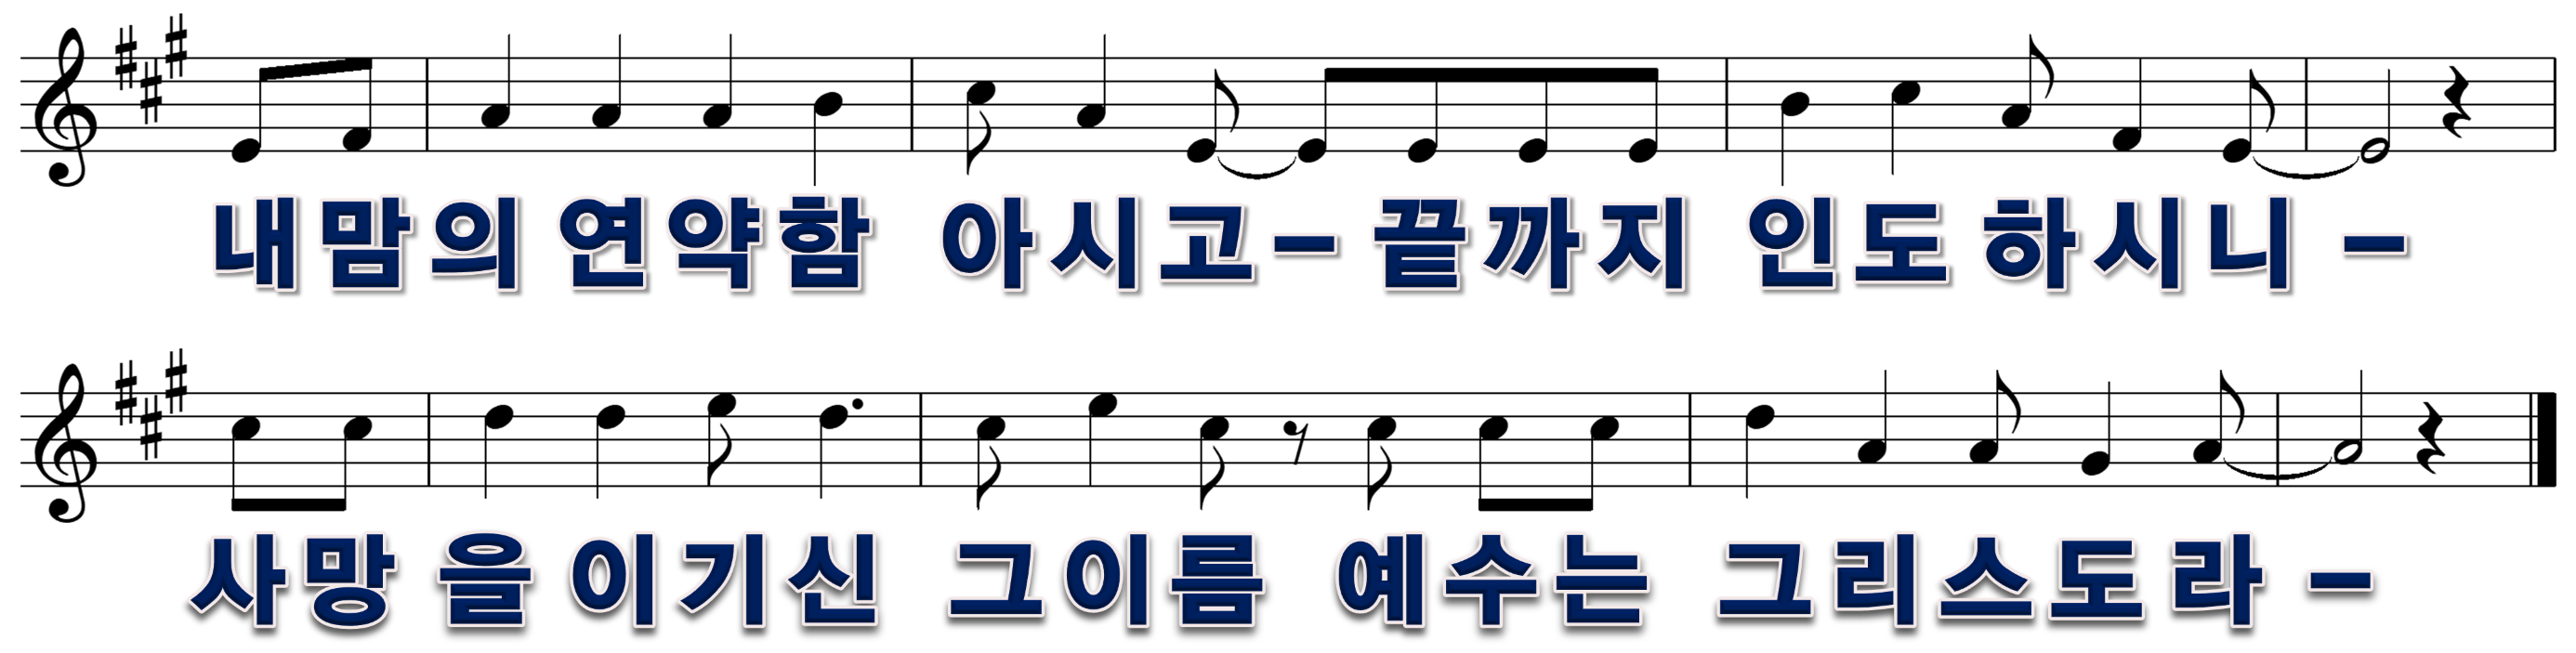 내맘의 연약함 아시고- 끝까지 인도하시니 -
사망을 이기신 그이름 예수는 그리스도라 -